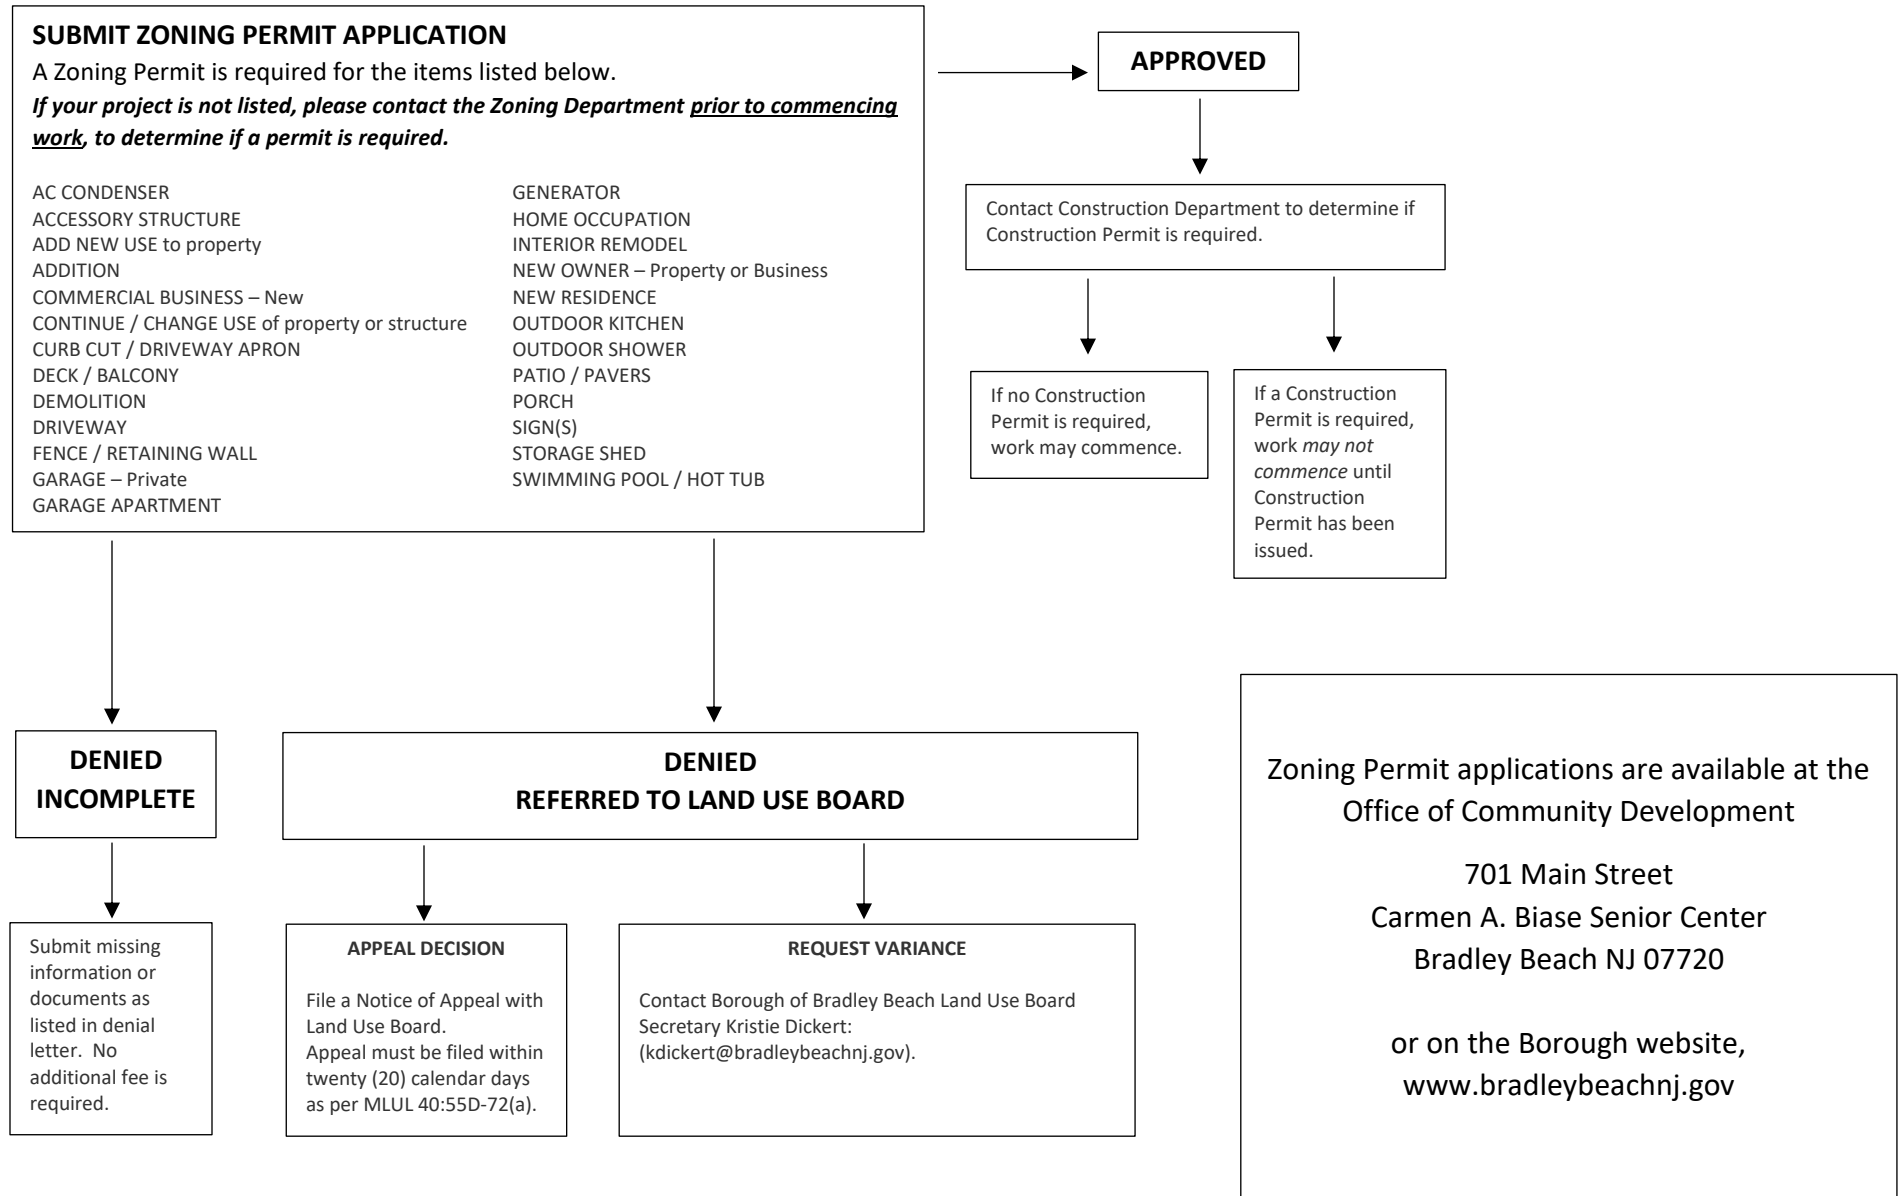 SUBMIT ZONING PERMIT APPLICATION
A Zoning Permit is required for the items listed below.
If your project is not listed, please contact the Zoning Department prior to commencing
work, to determine if a permit is required.
AC CONDENSER
ACCESSORY STRUCTURE
ADD NEW USE to property
ADDITION
COMMERCIAL BUSINESS – New
CONTINUE / CHANGE USE of property or structure
CURB CUT / DRIVEWAY APRON
DECK / BALCONY
DEMOLITION
DRIVEWAY
FENCE / RETAINING WALL
GARAGE – Private
GARAGE APARTMENT
GENERATOR
HOME OCCUPATION
INTERIOR REMODEL
NEW OWNER – Property or Business
NEW RESIDENCE
OUTDOOR KITCHEN
OUTDOOR SHOWER
PATIO / PAVERS
PORCH
SIGN(S)
STORAGE SHED
SWIMMING POOL / HOT TUB
APPROVED
Contact Construction Department to determine if
Construction Permit is required.
If no Construction
Permit is required,
work may commence.
If a Construction
Permit is required,
work may not
commence until
Construction
Permit has been
issued.
DENIED
INCOMPLETE
Submit missing
information or
documents as
listed in denial
letter.  No
additional fee is
required.
DENIED
REFERRED TO LAND USE BOARD
APPEAL DECISION
File a Notice of Appeal with
Land Use Board.
Appeal must be filed within
twenty (20) calendar days
as per MLUL 40:55D-72(a).
REQUEST VARIANCE
Contact Borough of Bradley Beach Land Use Board
Secretary Kristie Dickert:
(kdickert@bradleybeachnj.gov).
Zoning Permit applications are available at the
Office of Community Development
701 Main Street
Carmen A. Biase Senior Center
Bradley Beach NJ 07720
or on the Borough website,
www.bradleybeachnj.gov